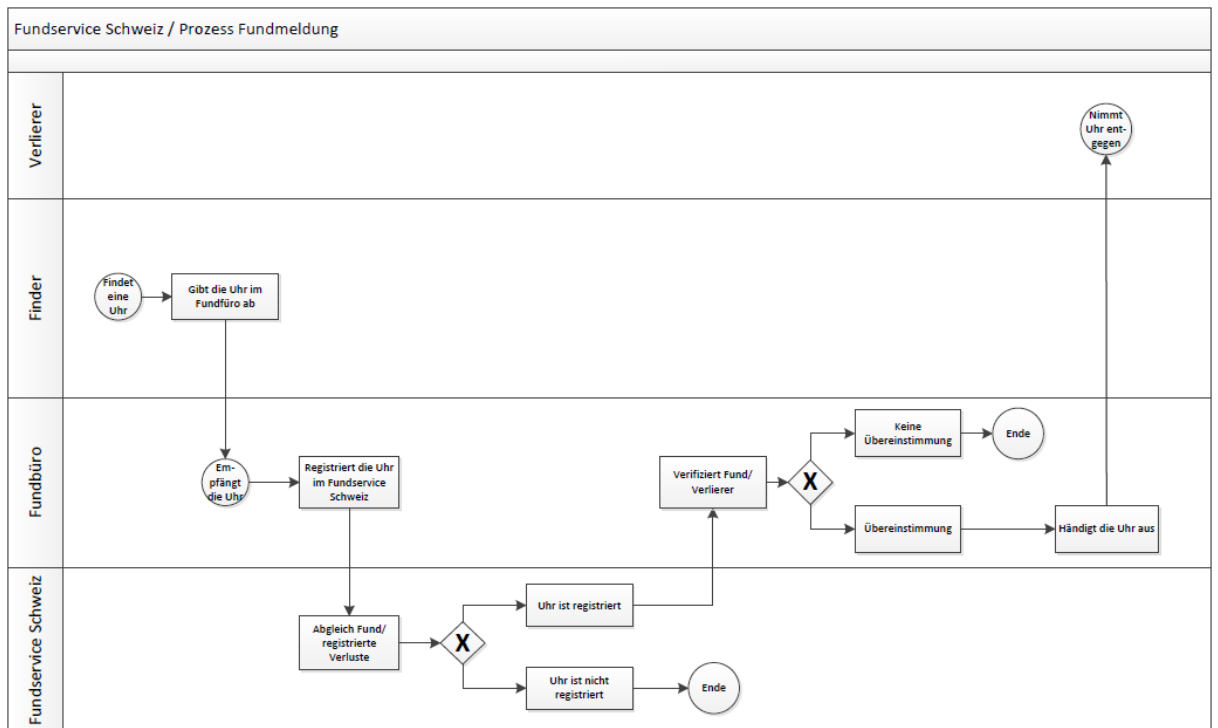 Fundservice Schweiz / Prozess Fundmeldung
Verlierer
Nimmt
Uhr ent-
gegen
Finder
Findet
eine
Uhr
Gibt die Uhr im
Fundfüro ab
Fundbüro
Em-
pfängt
die Uhr
Registriert die Uhr
im Fundservice
Schweiz
Verifiziert Fund/
Verlierer
X
Keine
Übereinstimmung
Ende
Übereinstimmung
Händigt die Uhr aus
Fundservice Schweiz
Abgleich Fund/
registrierte
Verluste
X
Uhr ist registriert
Uhr ist nicht
registriert
Ende